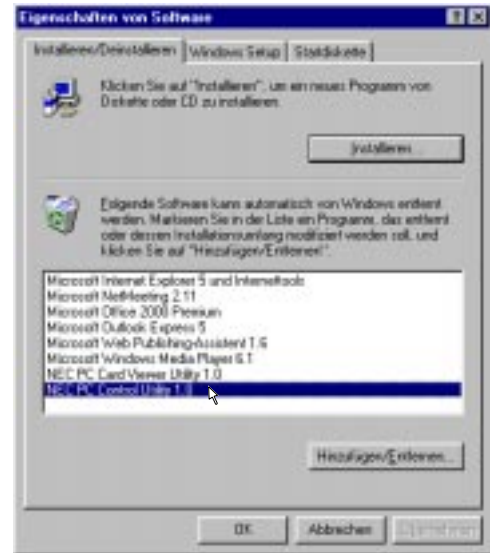 Eigenschaften von Software
Installieren/Deinstallieren
Windows Setup
Startdiskette
Klicken Sie auf "Installieren", um ein neues Programm von
Diskette oder CD zu installieren.
Installieren...
Folgende Software kann automatisch von Windows entfernt
werden. Markieren Sie in der Liste ein Programm, das entfernt
oder dessen Installationsumfang modifiziert werden soll, und
klicken Sie auf "Hinzufügen/Entfernen".
Microsoft Internet Explorer 5 und Internettools
Microsoft NetMeeting 2.11
Microsoft Office 2000 Premium
Microsoft Outlook Express 5
Microsoft Web Publishing-Assistent 1.6
Microsoft Windows Media Player 6.1
NEC PC Card Viewer Utility 1.0
NEC PC Control Utility 1.0
Hinzufügen/Entfernen...
OK
Abbrechen
Übernehmen